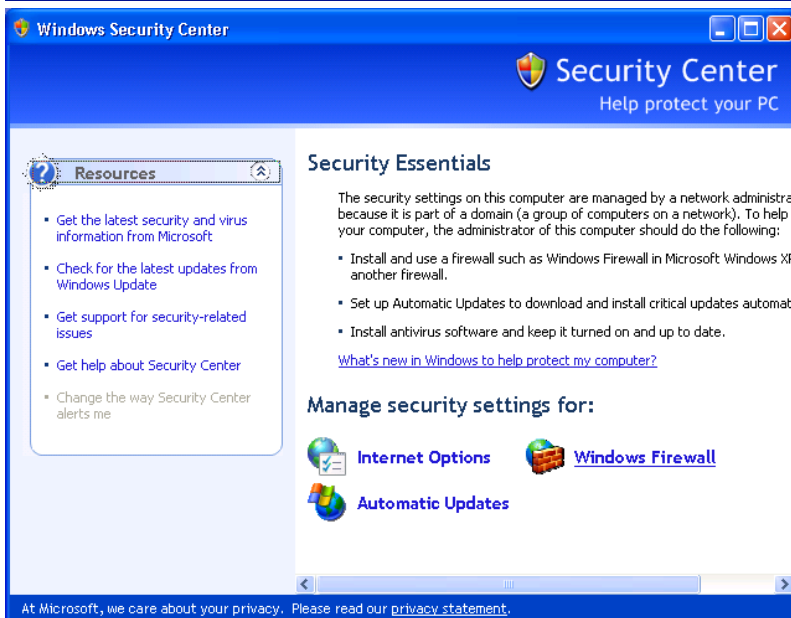 Windows Security Center
Security Center
Help protect your PC
Resources
Get the latest security and virus
information from Microsoft
Check for the latest updates from
Windows Update
Get support for security-related
issues
Get help about Security Center
Change the way Security Center
alerts me
Security Essentials
The security settings on this computer are managed by a network administra
because it is part of a domain (a group of computers on a network). To help
your computer, the administrator of this computer should do the following:
Install and use a firewall such as Windows Firewall in Microsoft Windows XP
another firewall.
Set up Automatic Updates to download and install critical updates automat
Install antivirus software and keep it turned on and up to date.
What's new in Windows to help protect my computer?
Manage security settings for:
Internet Options
Windows Firewall
Automatic Updates
At Microsoft, we care about your privacy. Please read our privacy statement.